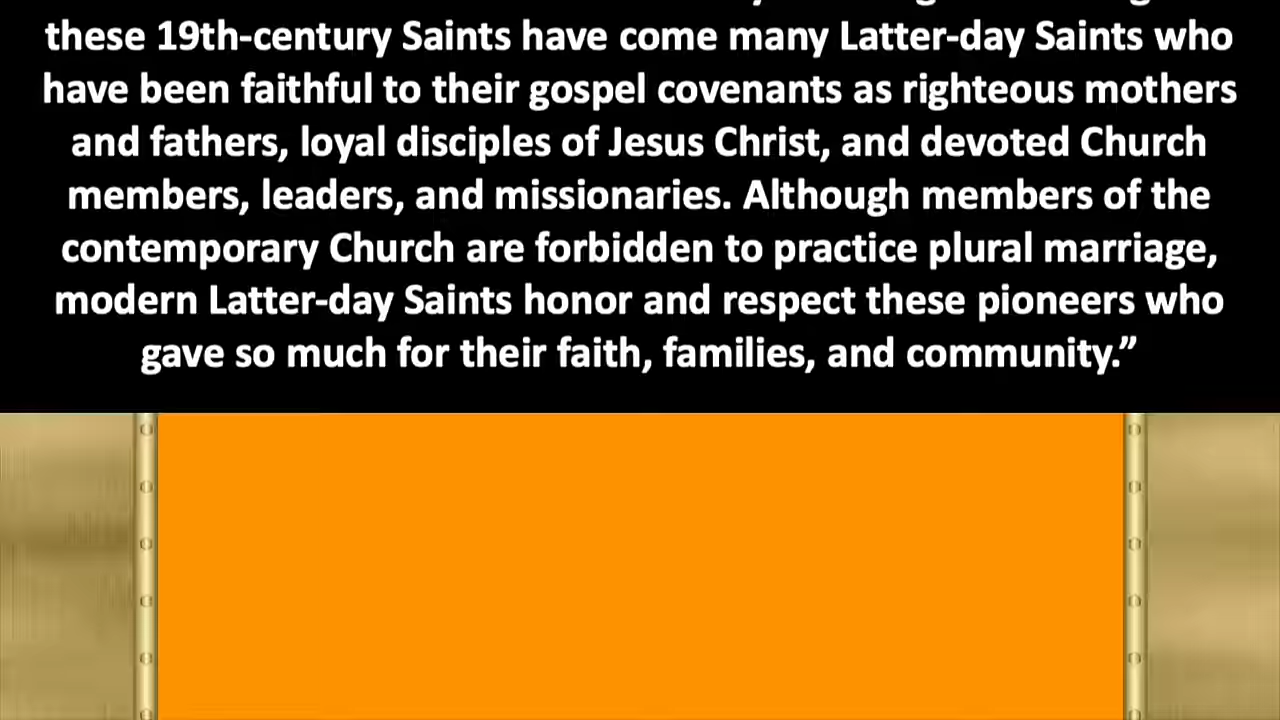 these 19th-century Saints have come many Latter-day Saints who
have been faithful to their gospel covenants as righteous mothers
and fathers, loyal disciples of Jesus Christ, and devoted Church
members, leaders, and missionaries. Although members of the
contemporary Church are forbidden to practice plural marriage,
modern Latter-day Saints honor and respect these pioneers who
gave so much for their faith, families, and community.”